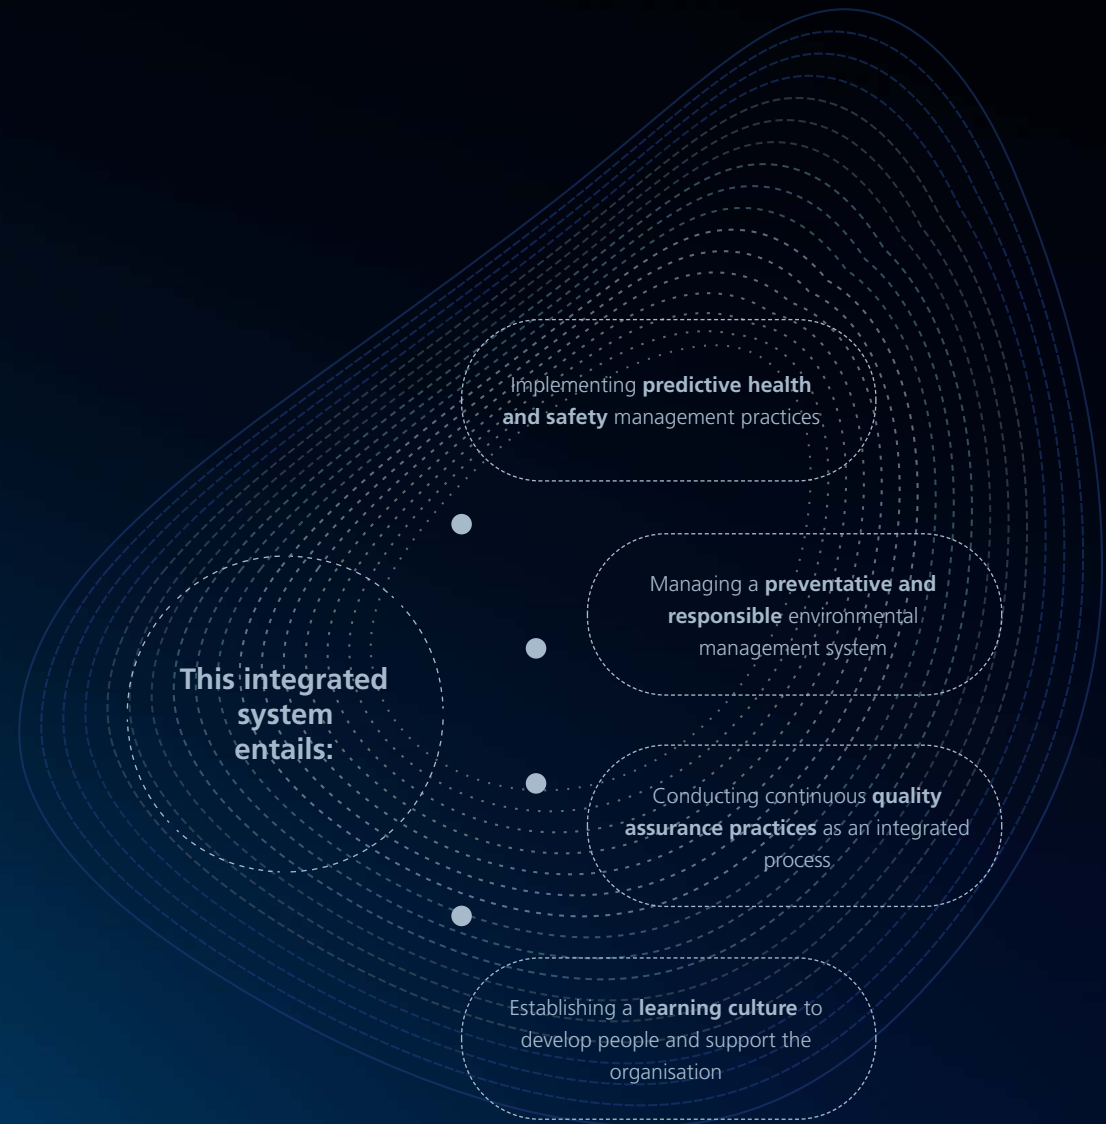 Implementing predictive health
and safety management practices
Managing a preventative and
responsible environmental
management system
This integrated
system
entails:
Conducting continuous quality
assurance practices as an integrated
process
Establishing a learning culture to
develop people and support the
organisation